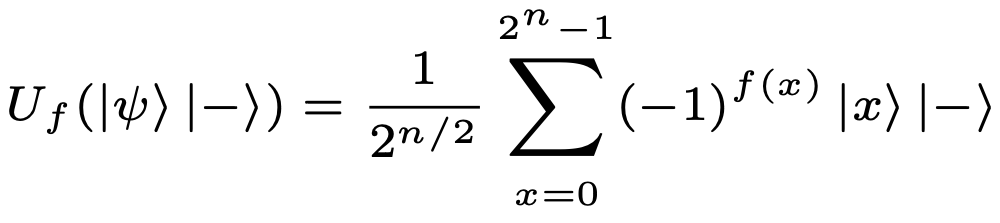 U_f(|ψ⟩ |−⟩) = \frac{1}{2^{n/2}} \sum_{x=0}^{2^n−1} (−1)^{f(x)} |x⟩ |−⟩